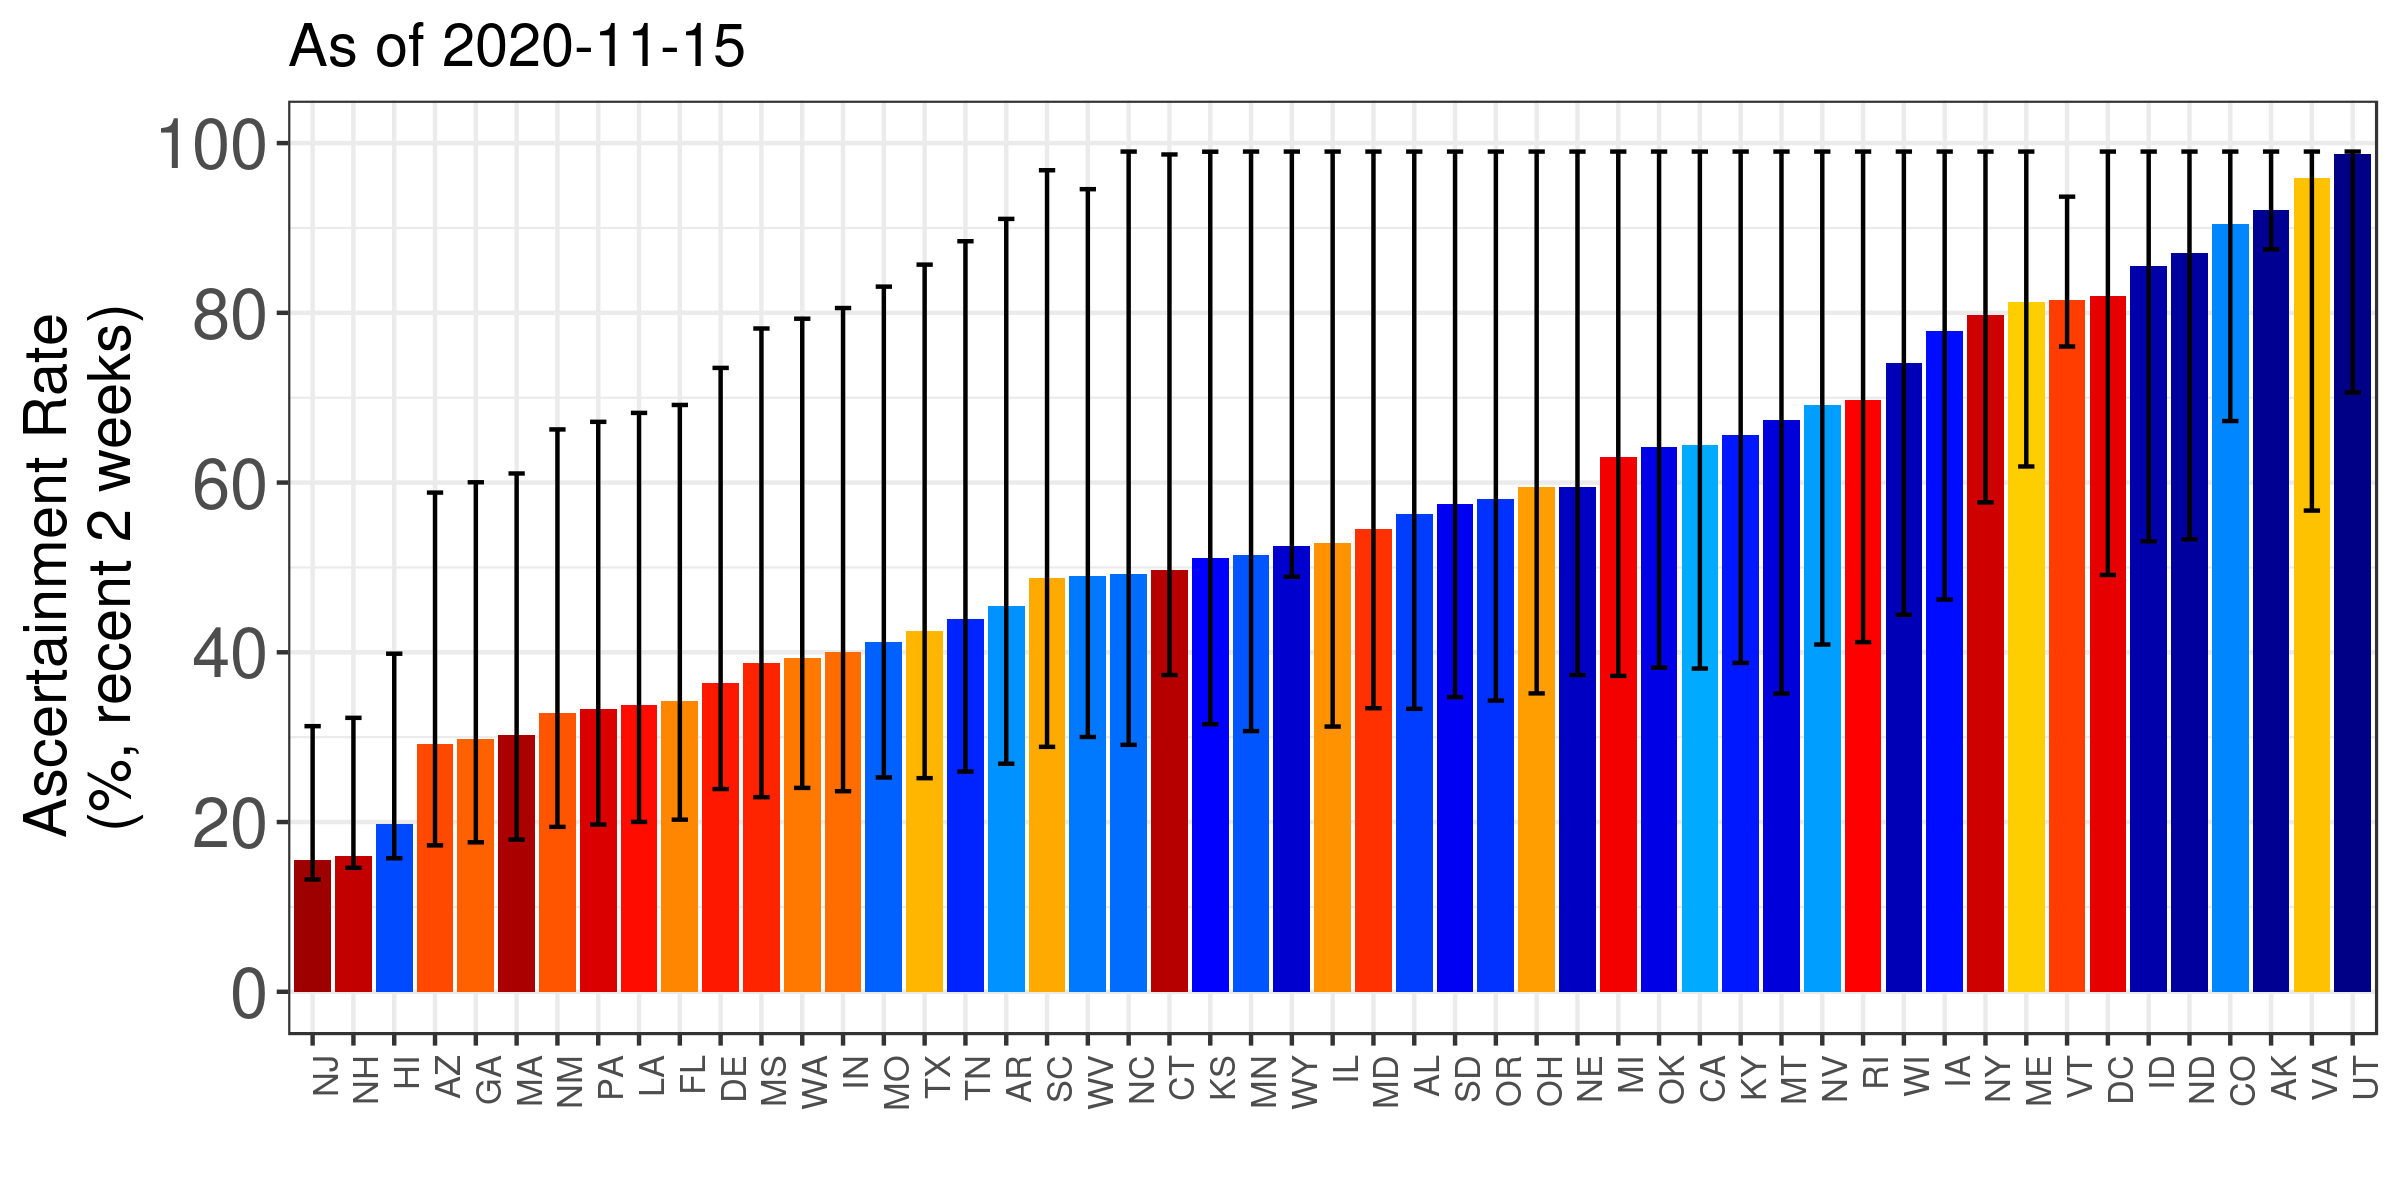 As of 2020-11-15
Ascertainment Rate
(%, recent 2 weeks)
100
80
60
40
20
0
NJ
NH
HI
AZ
GA
MA
NM
PA
LA
FL
DE
MS
WA
IN
MO
TX
TN
AR
SC
WV
NC
CT
KS
MN
WY
IL
MD
AL
SD
OR
OH
NE
MI
OK
CA
KY
MT
NV
RI
WI
IA
NY
ME
VT
DC
ID
ND
CO
AK
VA
UT